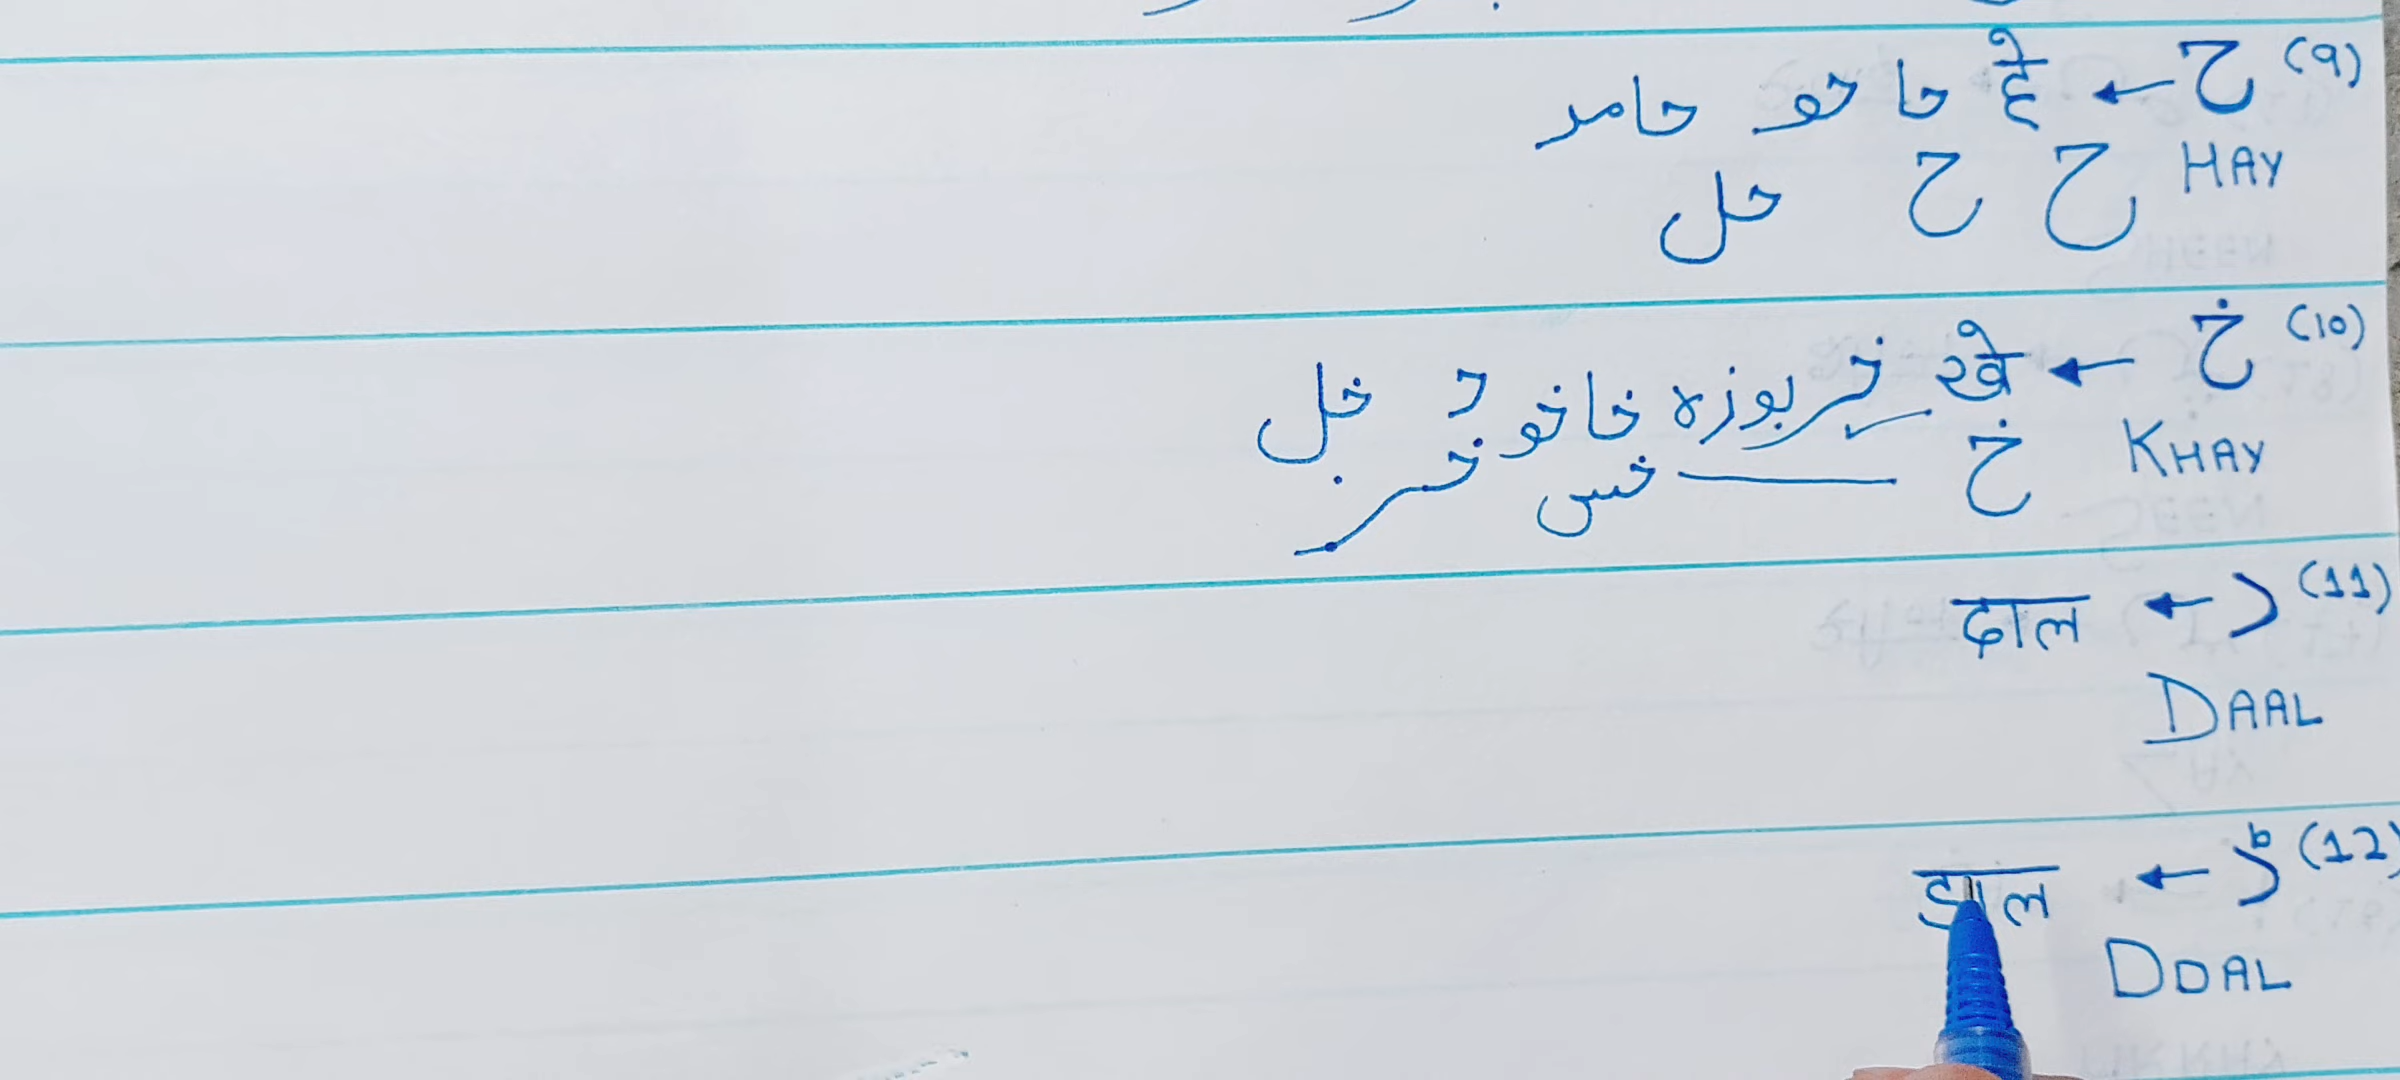 (9) ح ← हे حا حو حامد
HAY ح ح حل
(10) خ ← खे خربوزہ خا خو خل
KHAY خ خس خر
(11) د ← दाल
DAAL
(12) ڈ ← डाल
DDAL